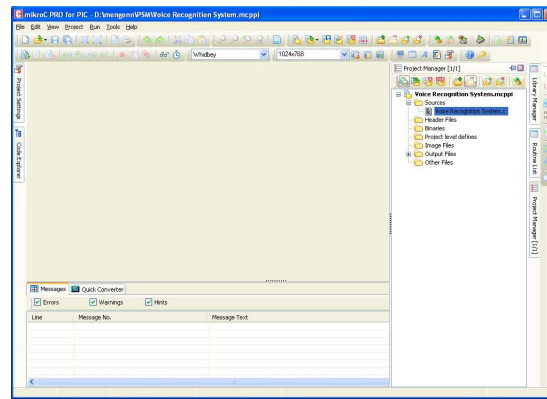 mikroC PRO for PIC - D:\mengonn\PSM\Voice Recognition System.mcppi
File Edit View Project Run Tools Help
Whidbey
1024x768
Project Manager [1/1]
Project Settings
Code Explorer
Voice Recognition System.mcppi
Sources
Voice Recognition System.c
Header Files
Binaries
Project level defines
Image Files
Output Files
Other Files
Library Manager
Routine List
Project Manager [1/1]
Messages Quick Converter
Errors Warnings Hints
Line Message No. Message Text